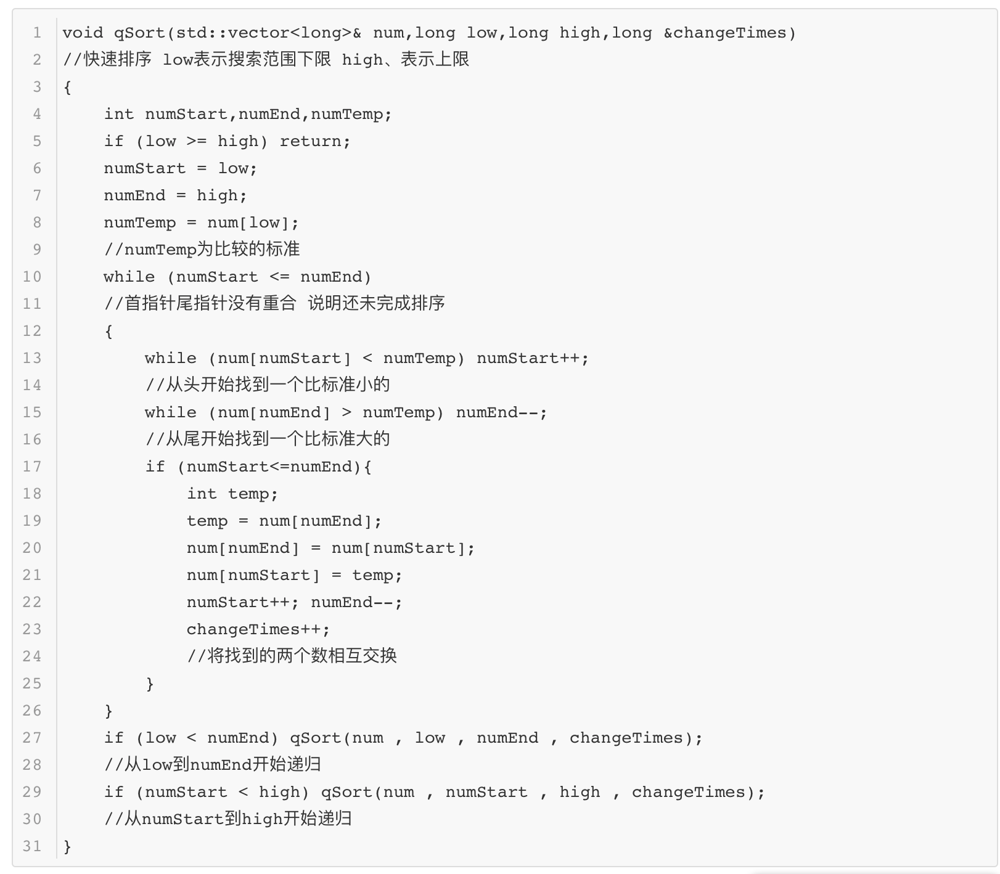 1 void qSort(std::vector<long>& num,long low,long high,long &changeTimes)
2 //快速排序 low表示搜索范围下限 high、表示上限
3 {
4     int numStart,numEnd,numTemp;
5     if (low >= high) return;
6     numStart = low;
7     numEnd = high;
8     numTemp = num[low];
9     //numTemp为比较的标准
10     while (numStart <= numEnd)
11     //首指针尾指针没有重合 说明还未完成排序
12     {
13         while (num[numStart] < numTemp) numStart++;
14         //从头开始找到一个比标准小的
15         while (num[numEnd] > numTemp) numEnd--;
16         //从尾开始找到一个比标准大的
17         if (numStart<=numEnd){
18             int temp;
19             temp = num[numEnd];
20             num[numEnd] = num[numStart];
21             num[numStart] = temp;
22             numStart++; numEnd--;
23             changeTimes++;
24             //将找到的两个数相互交换
25         }
26     }
27     if (low < numEnd) qSort(num , low , numEnd , changeTimes);
28     //从low到numEnd开始递归
29     if (numStart < high) qSort(num , numStart , high , changeTimes);
30     //从numStart到high开始递归
31 }